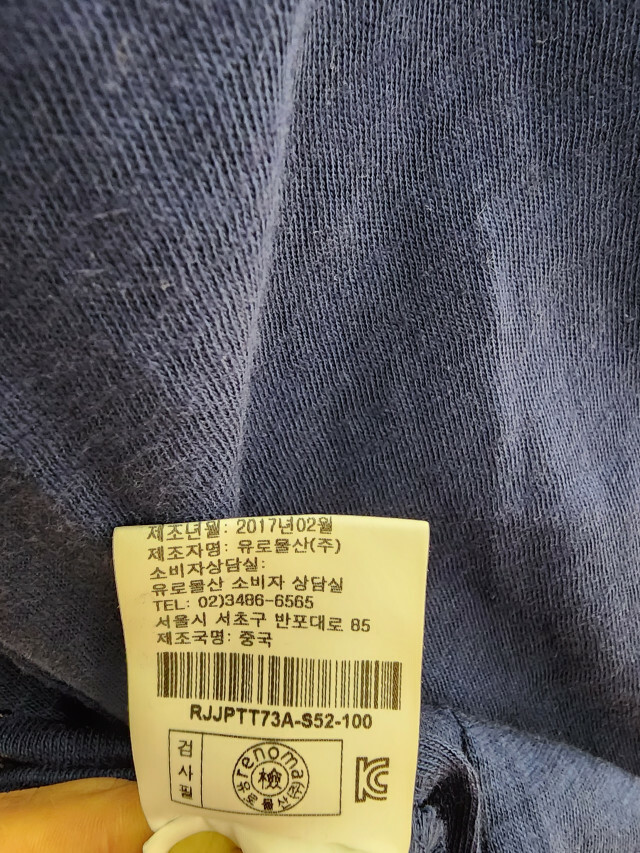 제조년월: 2017년02월
제조자명: 유로물산(주)
소비자상담실:
유로물산 소비자 상담실
TEL: 02)3486-6565
서울시 서초구 반포대로 85
제조국명: 중국
RJJPTT73A-S52-100
검사필
renoma
檢
유로물산(주)
KC